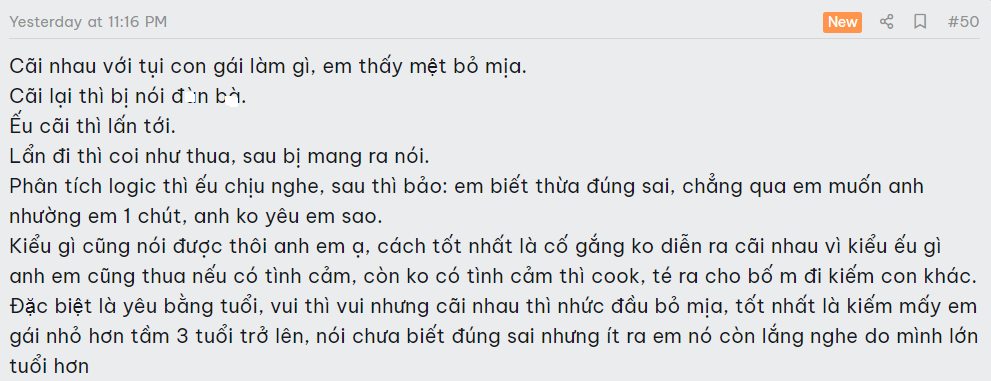 Yesterday at 11:16 PM New #50
Cãi nhau với tụi con gái làm gì, em thấy mệt bỏ mịa.
Cãi lại thì bị nói đàn bà.
Ếu cãi thì lấn tới.
Lẩn đi thì coi như thua, sau bị mang ra nói.
Phân tích logic thì ếu chịu nghe, sau thì bảo: em biết thừa đúng sai, chẳng qua em muốn anh
nhường em 1 chút, anh ko yêu em sao.
Kiểu gì cũng nói được thôi anh em ạ, cách tốt nhất là cố gắng ko diễn ra cãi nhau vì kiểu ếu gì
anh em cũng thua nếu có tình cảm, còn ko có tình cảm thì cook, té ra cho bố m đi kiếm con khác.
Đặc biệt là yêu bằng tuổi, vui thì vui nhưng cãi nhau thì nhức đầu bỏ mịa, tốt nhất là kiếm mấy em
gái nhỏ hơn tầm 3 tuổi trở lên, nói chưa biết đúng sai nhưng ít ra em nó còn lắng nghe do mình lớn
tuổi hơn